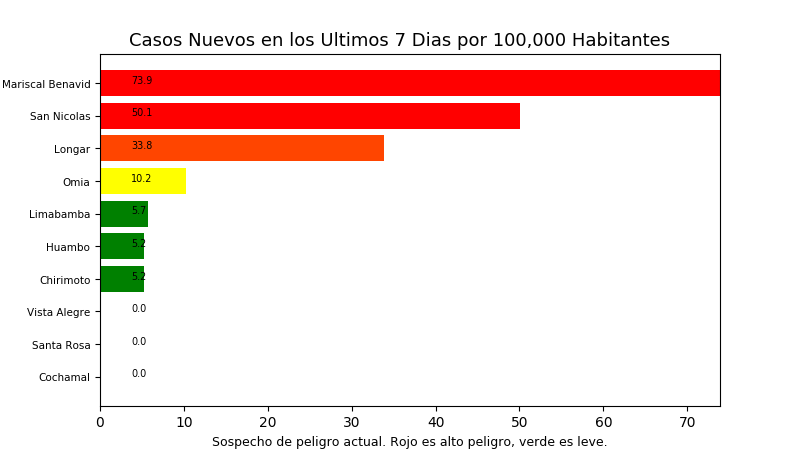 Casos Nuevos en los Ultimos 7 Dias por 100,000 Habitantes
Mariscal Benavid 73.9
San Nicolas 50.1
Longar 33.8
Omia 10.2
Limabamba 5.7
Huambo 5.2
Chirimoto 5.2
Vista Alegre 0.0
Santa Rosa 0.0
Cochamal 0.0
0 10 20 30 40 50 60 70
Sospecho de peligro actual. Rojo es alto peligro, verde es leve.